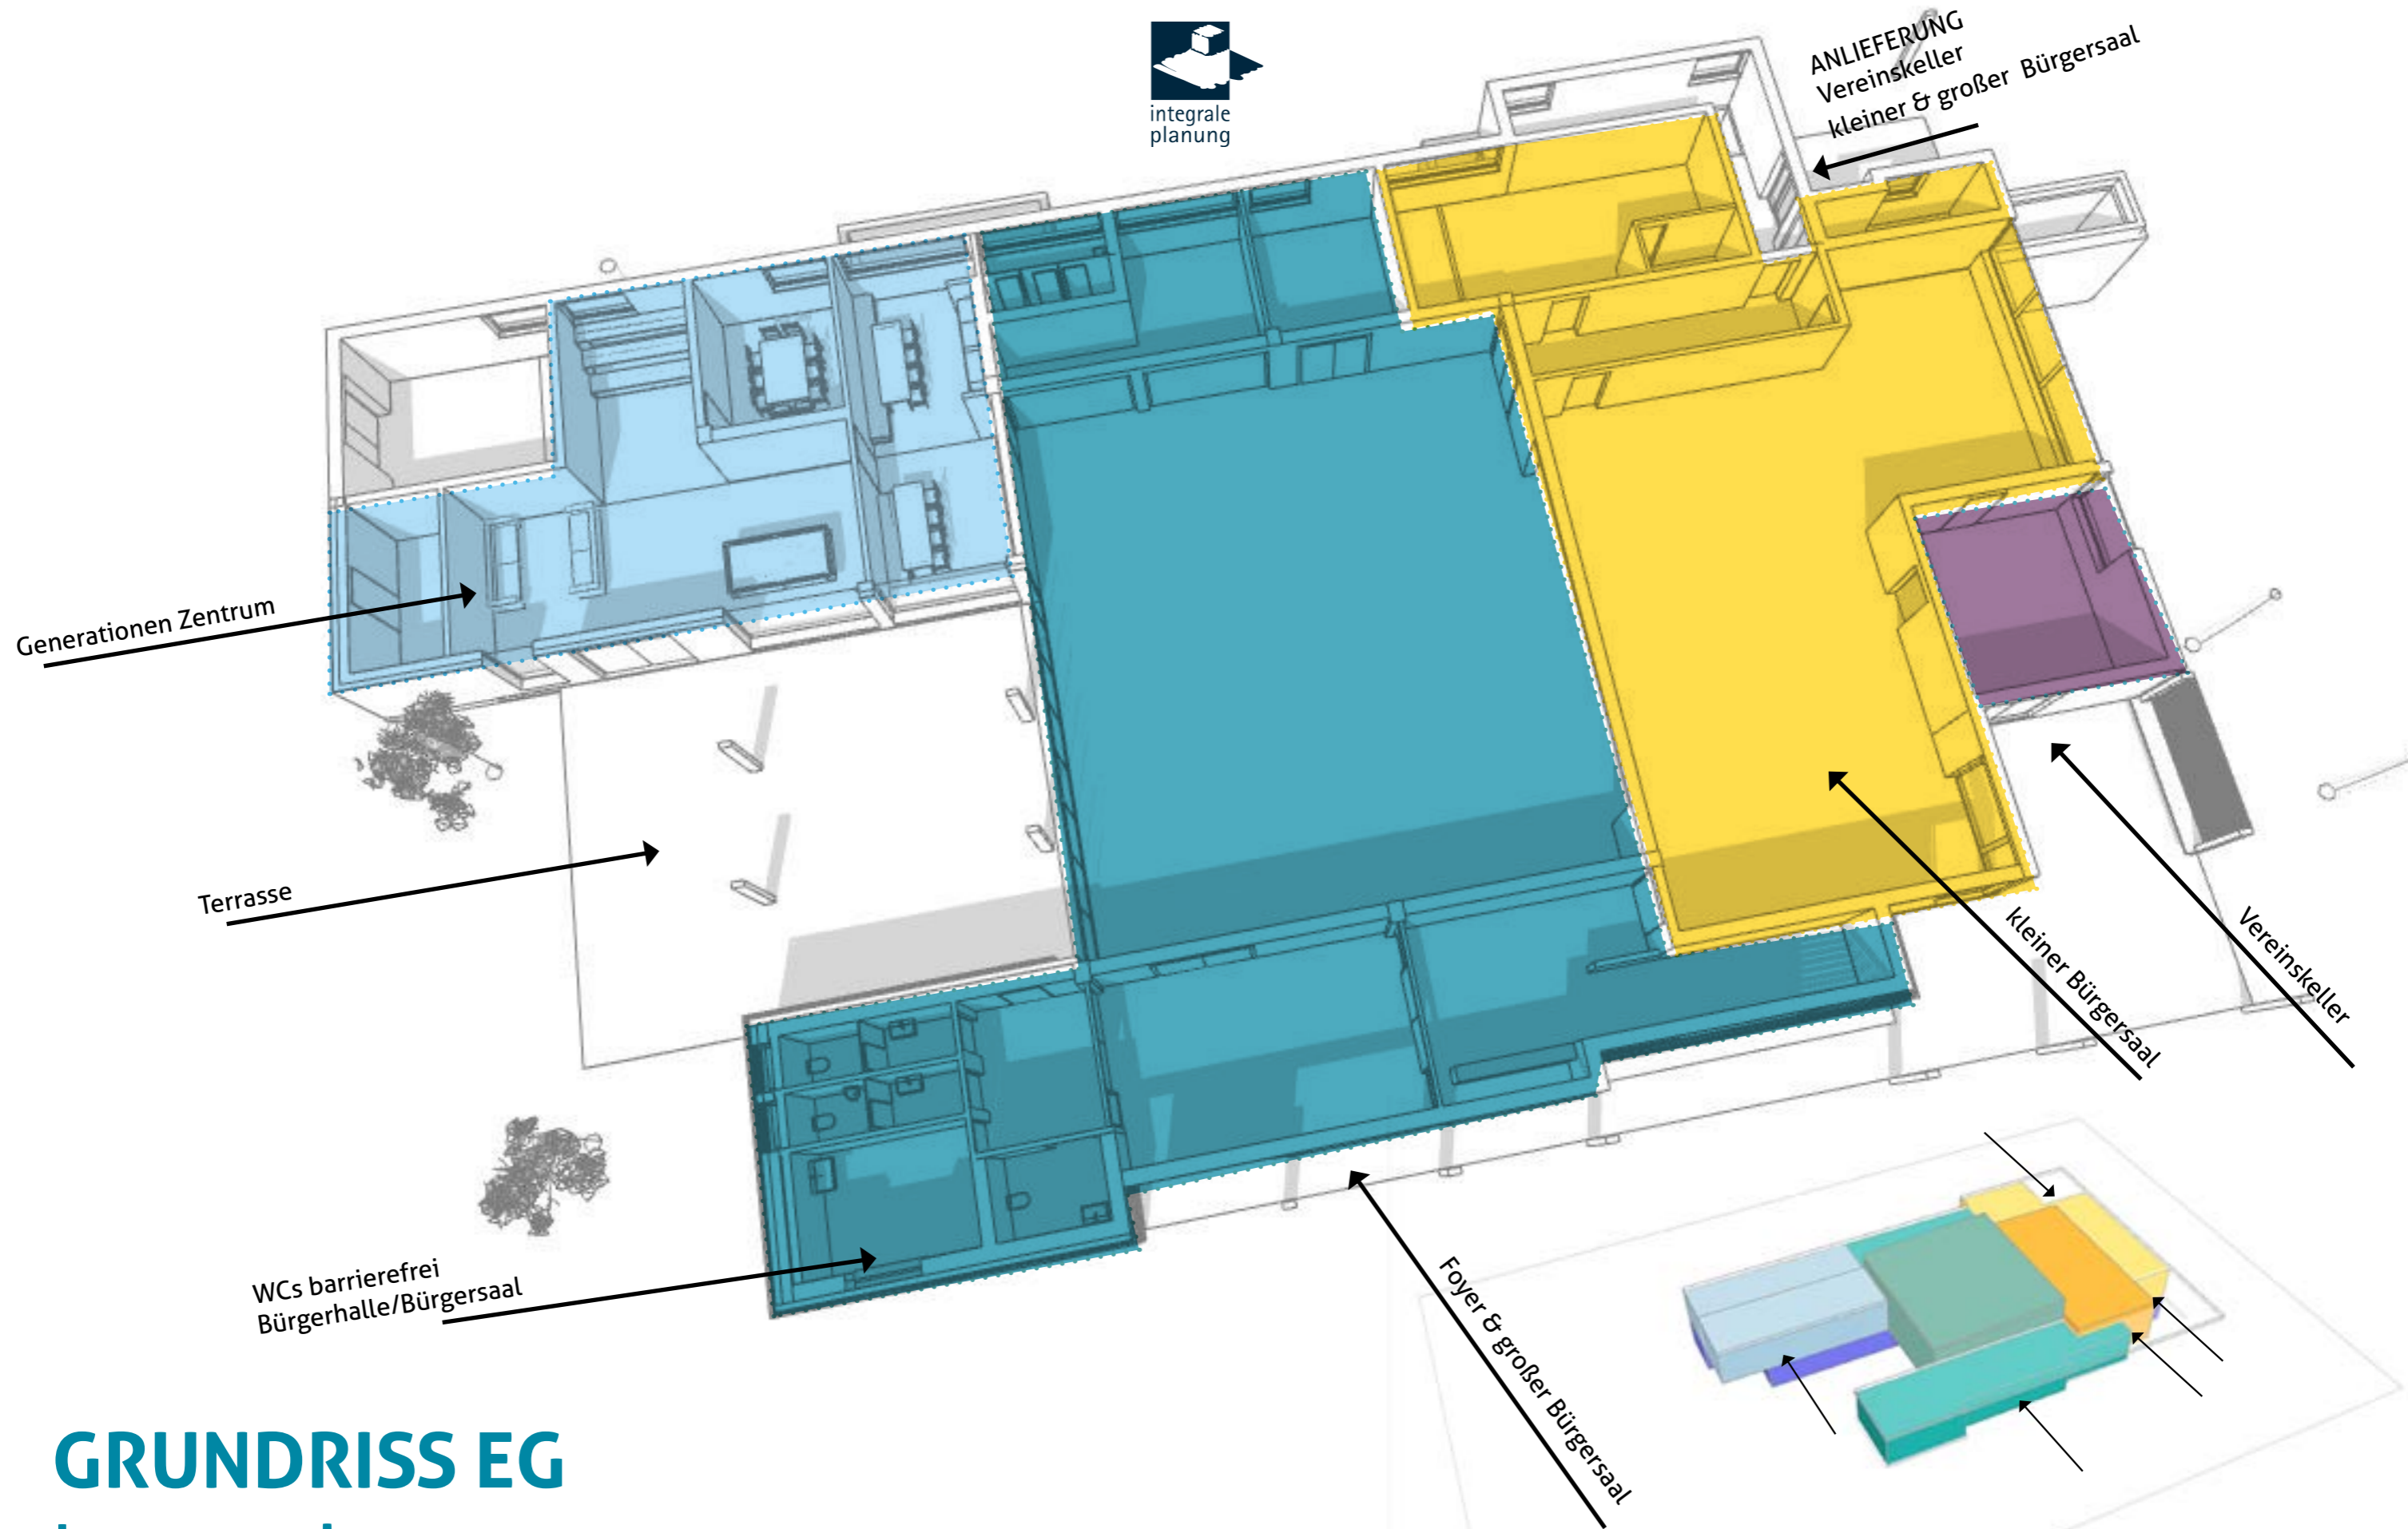 integrale
planung
ANLIEFERUNG
Vereinskeller
kleiner & großer Bürgersaal
Generationen Zentrum
Terrasse
WCs barrierefrei
Bürgerhalle/Bürgersaal
Foyer & großer Bürgersaal
kleiner Bürgersaal
Vereinskeller
GRUNDRISS EG